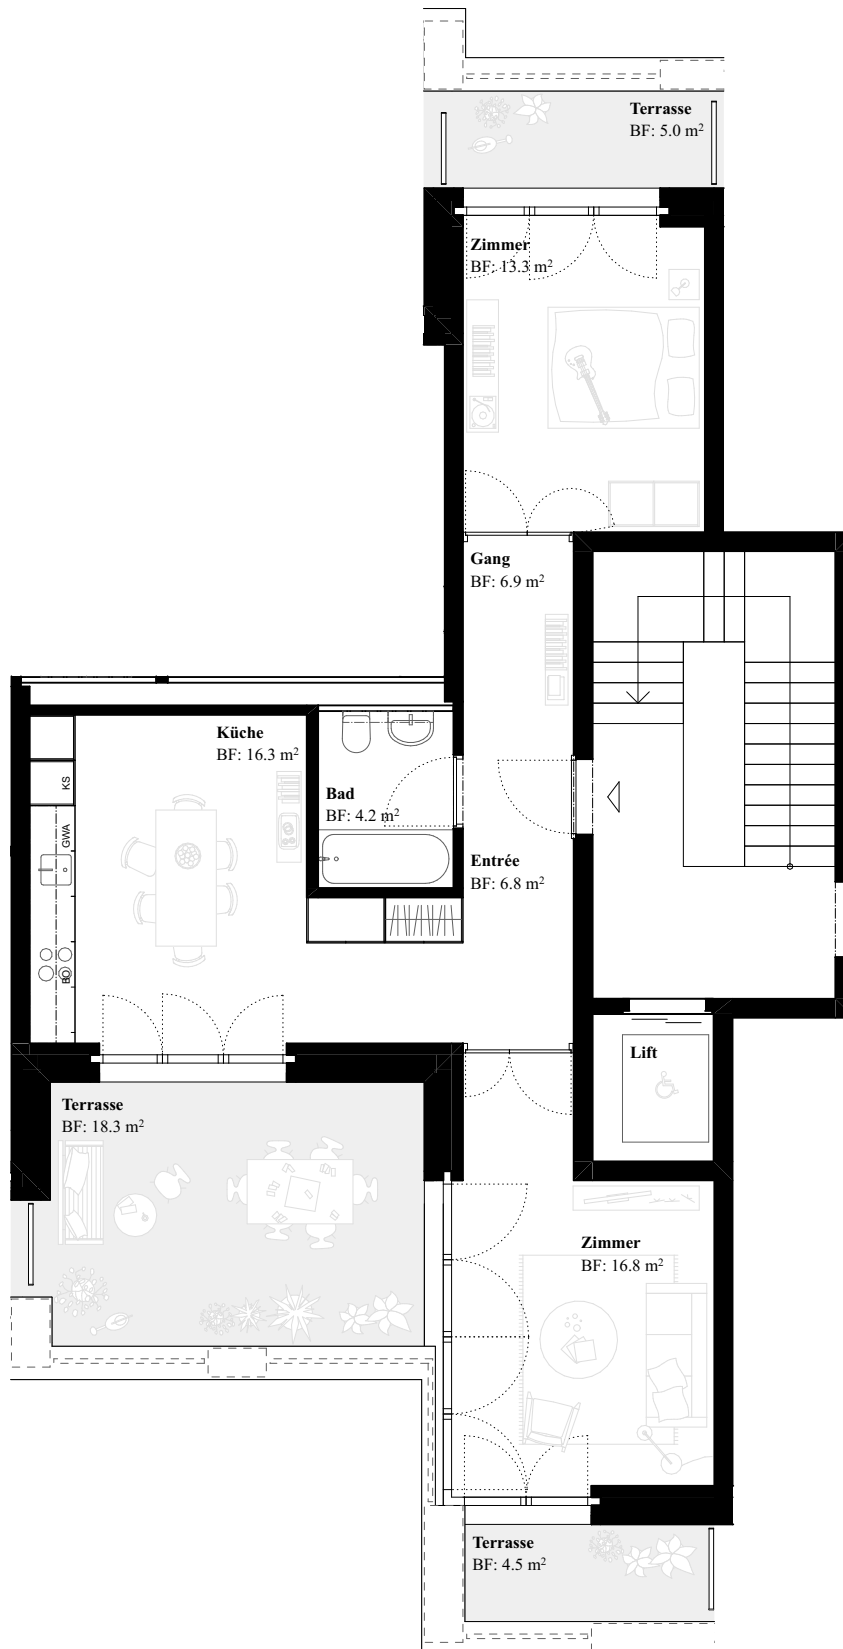 Terrasse
BF: 5.0 m²
Zimmer
BF: 13.3 m²
Gang
BF: 6.9 m²
Küche
BF: 16.3 m²
KS
GWA
Bad
BF: 4.2 m²
Entrée
BF: 6.8 m²
BO
Lift
Terrasse
BF: 18.3 m²
Zimmer
BF: 16.8 m²
Terrasse
BF: 4.5 m²